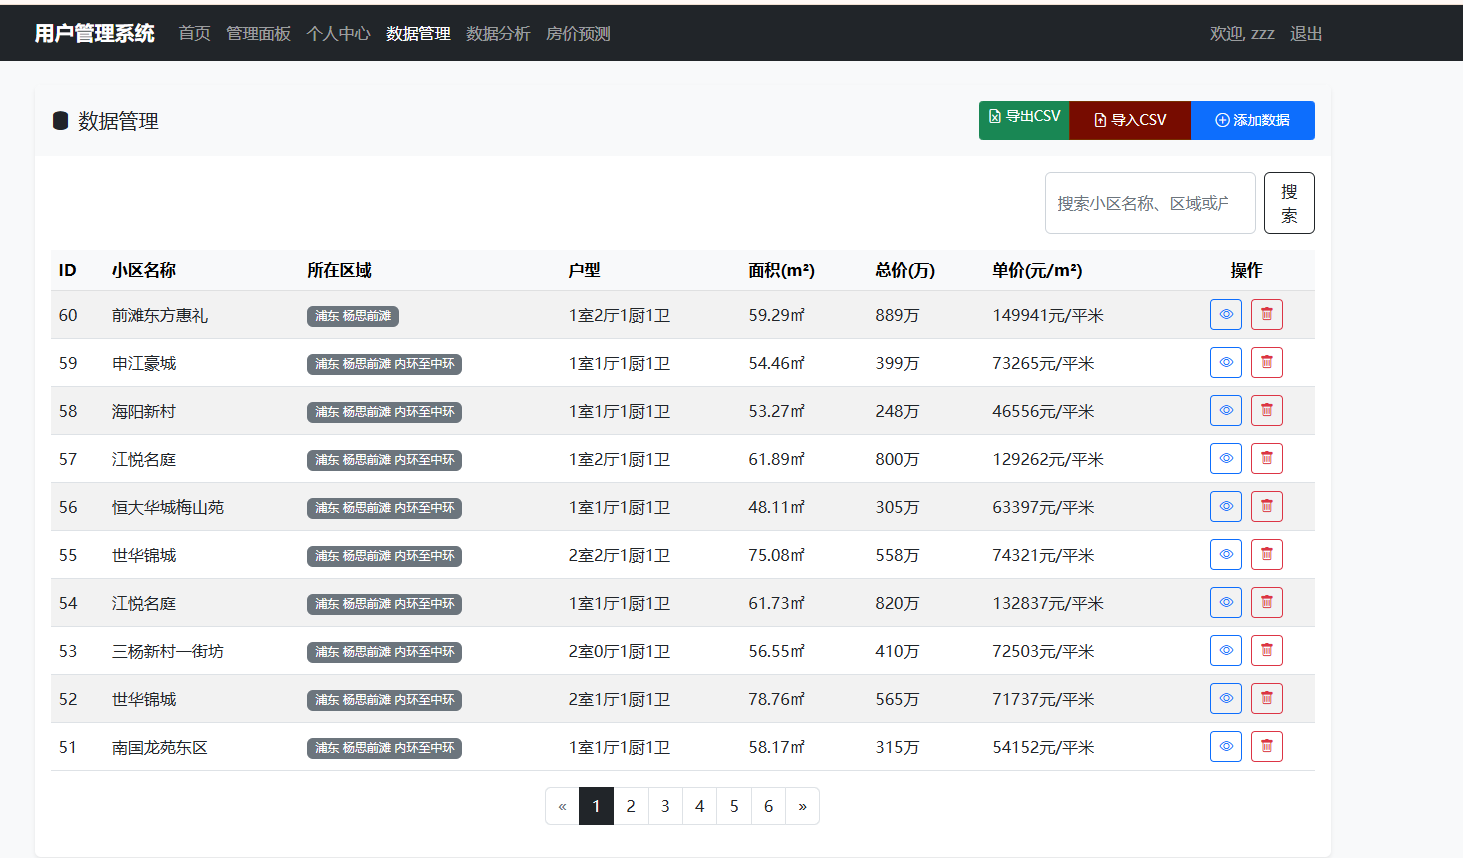 用户管理系统 首页 管理面板 个人中心 数据管理 数据分析 房价预测 欢迎, zzz 退出
数据管理 导出CSV 导入CSV 添加数据
搜索小区名称、区域或户 搜索
ID 小区名称 所在区域 户型 面积(m²) 总价(万) 单价(元/m²) 操作
60 前滩东方惠礼 浦东 杨思前滩 1室2厅1厨1卫 59.29㎡ 889万 149941元/平米
59 申江豪城 浦东 杨思前滩 内环至中环 1室1厅1厨1卫 54.46㎡ 399万 73265元/平米
58 海阳新村 浦东 杨思前滩 内环至中环 1室1厅1厨1卫 53.27㎡ 248万 46556元/平米
57 江悦名庭 浦东 杨思前滩 内环至中环 1室2厅1厨1卫 61.89㎡ 800万 129262元/平米
56 恒大华城梅山苑 浦东 杨思前滩 内环至中环 1室1厅1厨1卫 48.11㎡ 305万 63397元/平米
55 世华锦城 浦东 杨思前滩 内环至中环 2室2厅1厨1卫 75.08㎡ 558万 74321元/平米
54 江悦名庭 浦东 杨思前滩 内环至中环 1室1厅1厨1卫 61.73㎡ 820万 132837元/平米
53 三杨新村一街坊 浦东 杨思前滩 内环至中环 2室0厅1厨1卫 56.55㎡ 410万 72503元/平米
52 世华锦城 浦东 杨思前滩 内环至中环 2室1厅1厨1卫 78.76㎡ 565万 71737元/平米
51 南国龙苑东区 浦东 杨思前滩 内环至中环 1室1厅1厨1卫 58.17㎡ 315万 54152元/平米
« 1 2 3 4 5 6 »